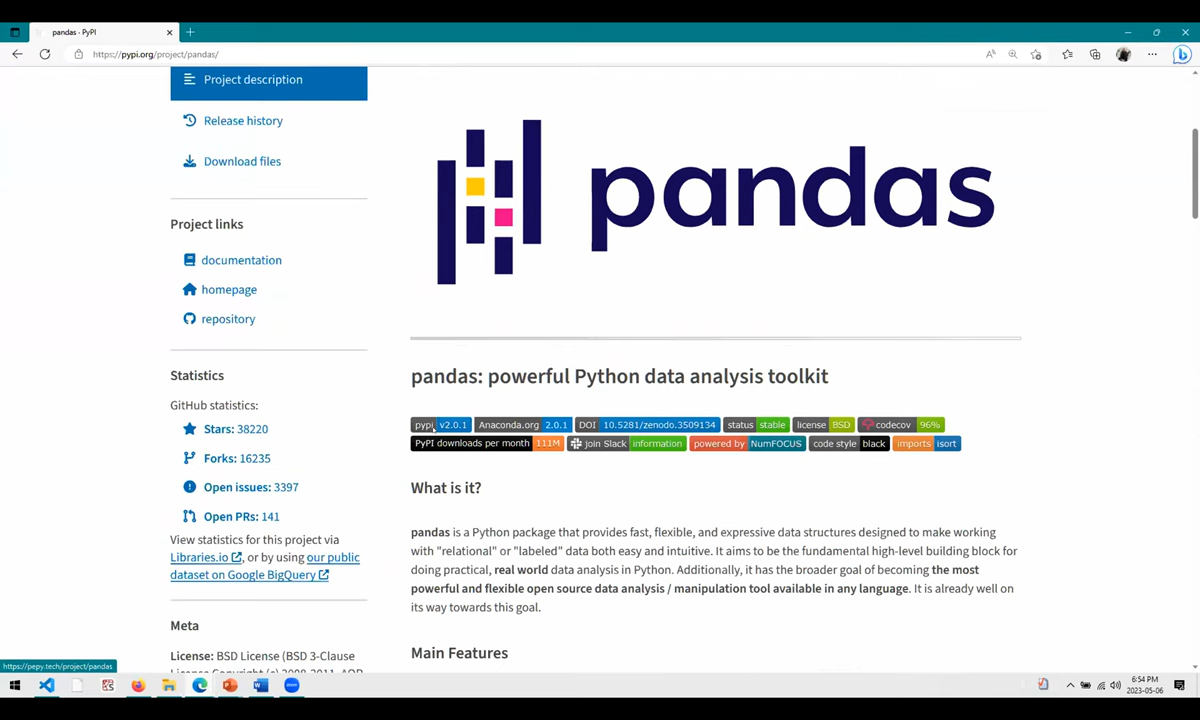 pandas · PyPI
https://pypi.org/project/pandas/
Project description
Release history
Download files
Project links
documentation
homepage
repository
Statistics
GitHub statistics:
Stars: 38220
Forks: 16235
Open issues: 3397
Open PRs: 141
View statistics for this project via
Libraries.io, or by using our public
dataset on Google BigQuery
Meta
License: BSD License (BSD 3-Clause
pandas
pandas: powerful Python data analysis toolkit
pypi v2.0.1 Anaconda.org 2.0.1 DOI 10.5281/zenodo.3509134 status stable license BSD codecov 96%
PyPI downloads per month 111M join Slack information powered by NumFOCUS code style black imports isort
What is it?
pandas is a Python package that provides fast, flexible, and expressive data structures designed to make working
with "relational" or "labeled" data both easy and intuitive. It aims to be the fundamental high-level building block for
doing practical, real world data analysis in Python. Additionally, it has the broader goal of becoming the most
powerful and flexible open source data analysis / manipulation tool available in any language. It is already well on
its way towards this goal.
Main Features
https://pepy.tech/project/pandas
6:54 PM
2023-05-06